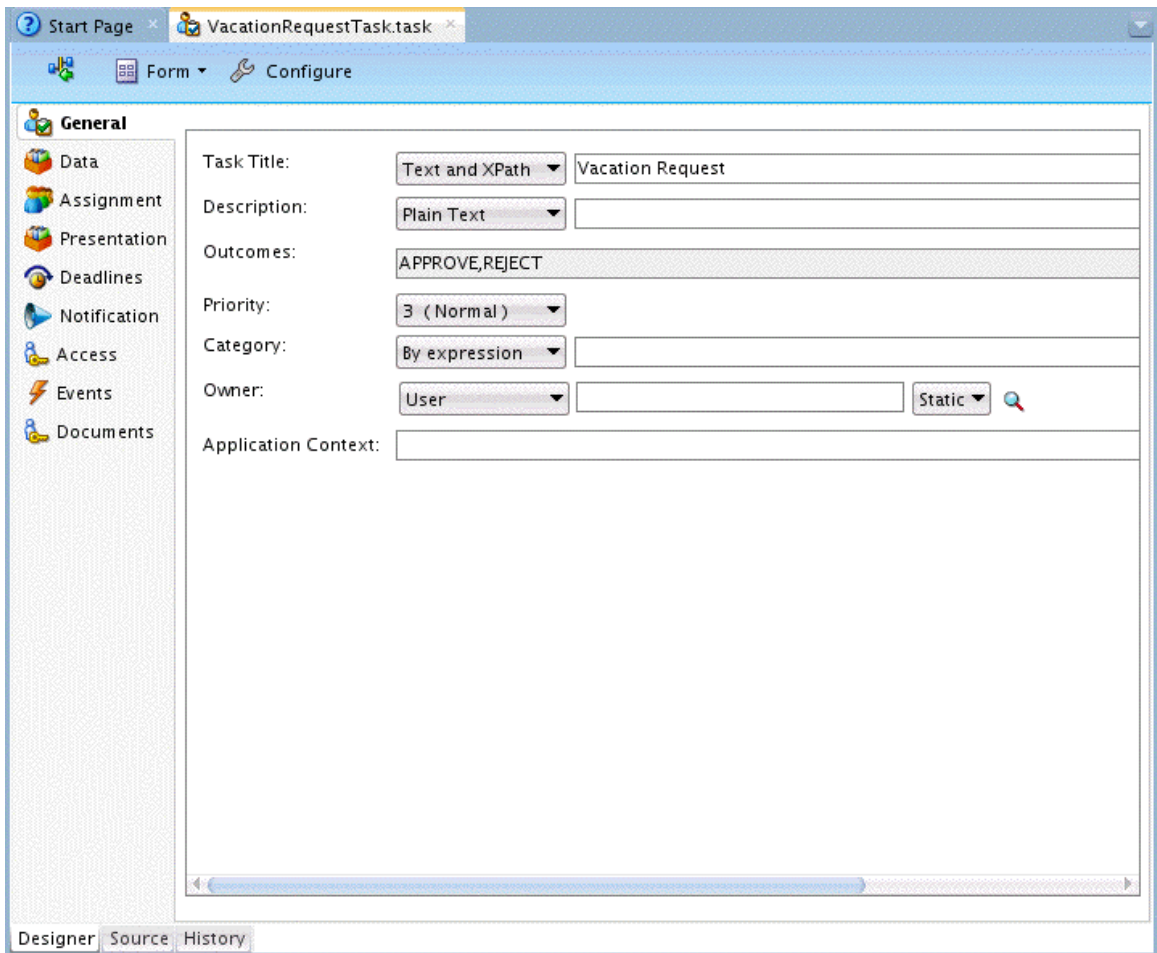 Start Page VacationRequestTask.task
Form Configure
General
Data
Assignment
Presentation
Deadlines
Notification
Access
Events
Documents
Task Title: Text and XPath Vacation Request
Description: Plain Text
Outcomes: APPROVE,REJECT
Priority: 3 (Normal)
Category: By expression
Owner: User Static
Application Context:
Designer Source History